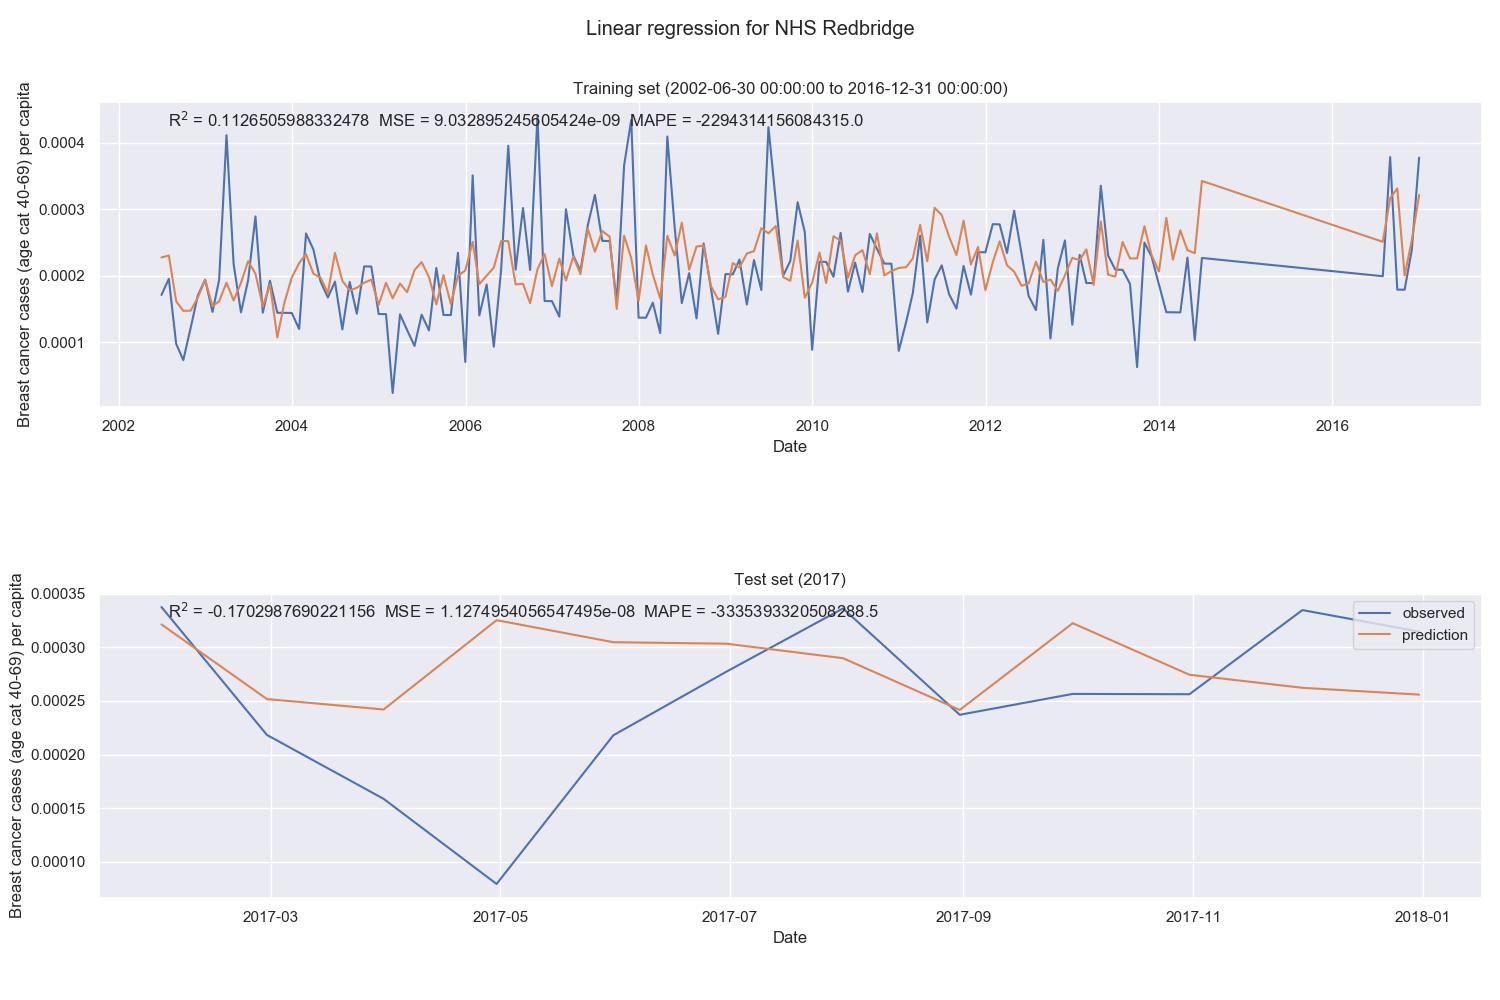 Linear regression for NHS Redbridge
Training set (2002-06-30 00:00:00 to 2016-12-31 00:00:00)
R² = 0.1126505988332478 MSE = 9.032895245605424e-09 MAPE = -2294314156084315.0
Breast cancer cases (age cat 40-69) per capita
0.0004
0.0003
0.0002
0.0001
2002 2004 2006 2008 2010 2012 2014 2016
Date
Test set (2017)
R² = -0.1702987690221156 MSE = 1.1274954056547495e-08 MAPE = -3335393320508288.5
observed
prediction
Breast cancer cases (age cat 40-69) per capita
0.00035
0.00030
0.00025
0.00020
0.00015
0.00010
2017-03 2017-05 2017-07 2017-09 2017-11 2018-01
Date